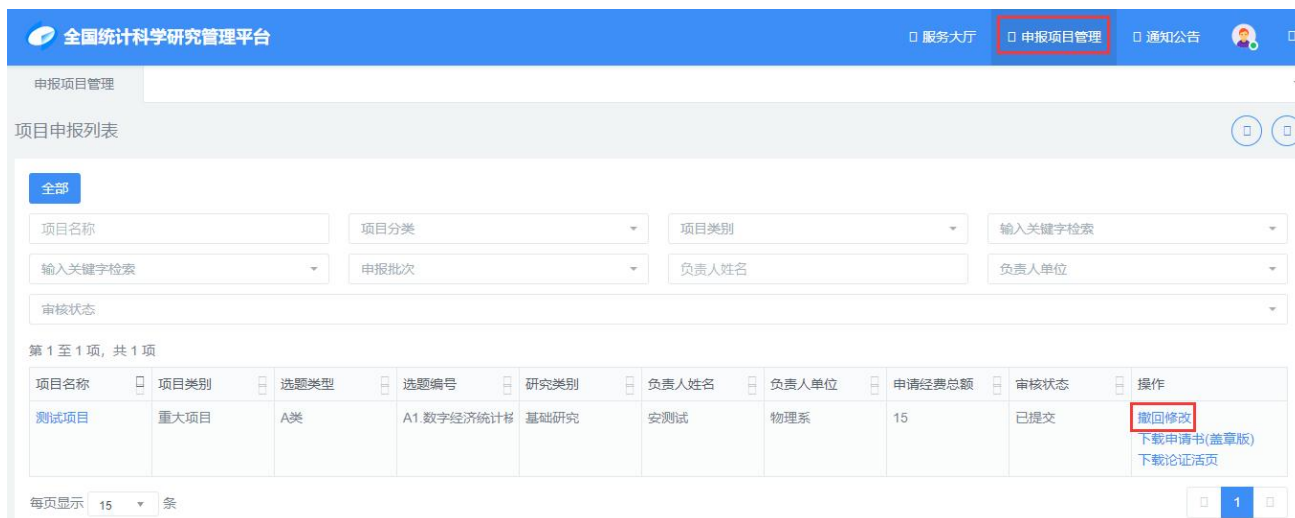 全国统计科学研究管理平台
服务大厅 申报项目管理 通知公告
申报项目管理
项目申报列表
全部
项目名称 项目分类 项目类别 输入关键字检索
输入关键字检索 申报批次 负责人姓名 负责人单位
审核状态
第 1 至 1 项, 共 1 项
项目名称 项目类别 选题类型 选题编号 研究类别 负责人姓名 负责人单位 申请经费总额 审核状态 操作
测试项目 重大项目 A类 A1.数字经济统计核 基础研究 安测试 物理系 15 已提交 撤回修改
下载申请书(盖章版)
下载论证活页
每页显示 15 条 1